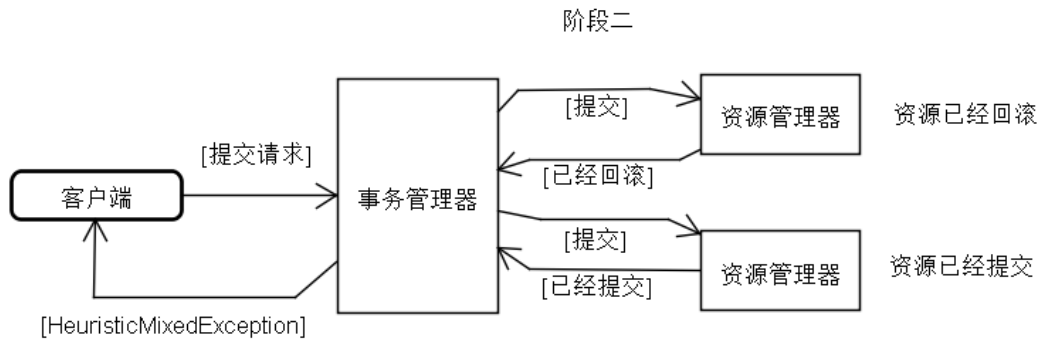 阶段二
[提交]
资源管理器
资源已经回滚
[提交请求]
[已经回滚]
客户端
事务管理器
[提交]
资源管理器
资源已经提交
[已经提交]
[HeuristicMixedException]